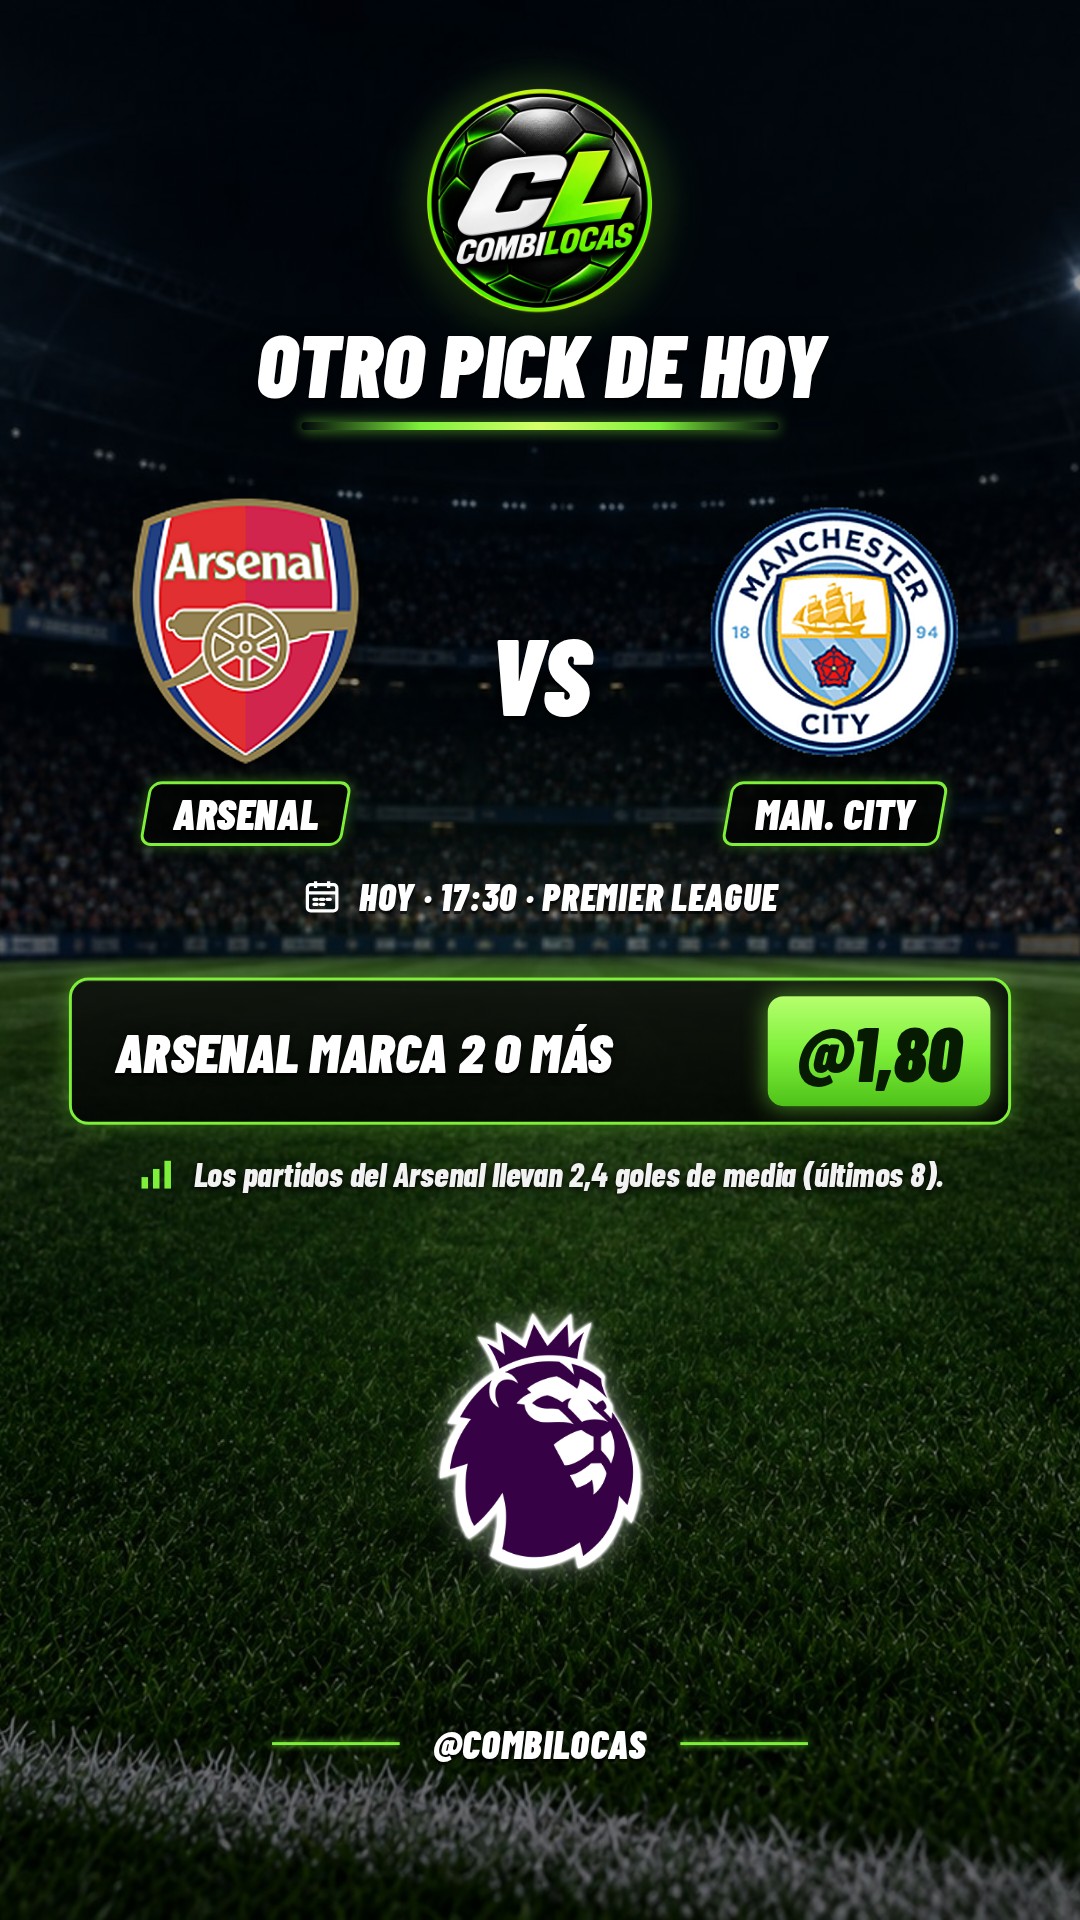 CL
COMBILOCAS
OTRO PICK DE HOY
Arsenal
MANCHESTER
18 94
CITY
VS
ARSENAL
MAN. CITY
HOY · 17:30 · PREMIER LEAGUE
ARSENAL MARCA 2 O MÁS
@1,80
Los partidos del Arsenal llevan 2,4 goles de media (últimos 8).
@COMBILOCAS